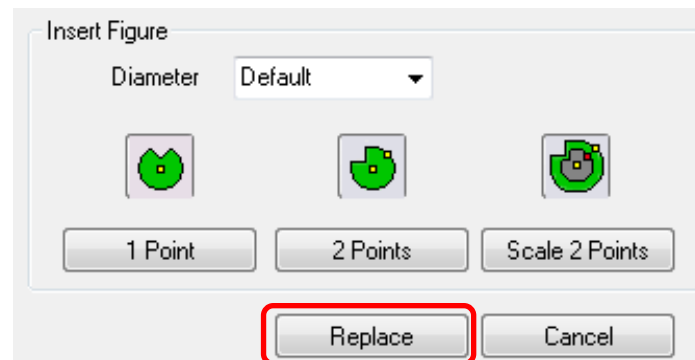 Insert Figure
Diameter Default
1 Point 2 Points Scale 2 Points
Replace Cancel